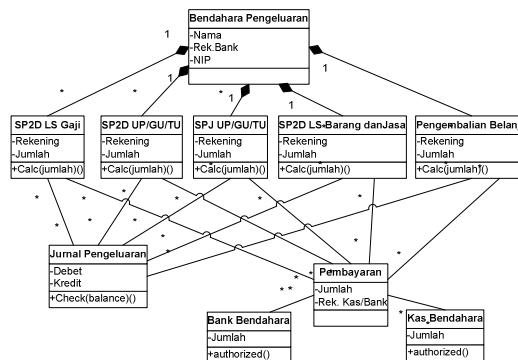 Bendahara Pengeluaran
-Nama
-Rek.Bank
-NIP
1
1
1
1
1
*
*
*
*
*
SP2D LS Gaji
-Rekening
-Jumlah
+Calc(jumlah)()
SP2D UP/GU/TU
-Rekening
-Jumlah
+Calc(jumlah)()
SPJ UP/GU/TU
-Rekening
-Jumlah
+Calc(jumlah)()
SP2D LS Barang danJasa
-Rekening
-Jumlah
+Calc(jumlah)()
Pengembalian Belan
-Rekening
-Jumlah
+Calc(jumlah)()
Jurnal Pengeluaran
-Debet
-Kredit
+Check(balance)()
Pembayaran
-Jumlah
-Rek. Kas/Bank
Bank Bendahara
-Jumlah
+authorized()
Kas Bendahara
-Jumlah
+authorized()